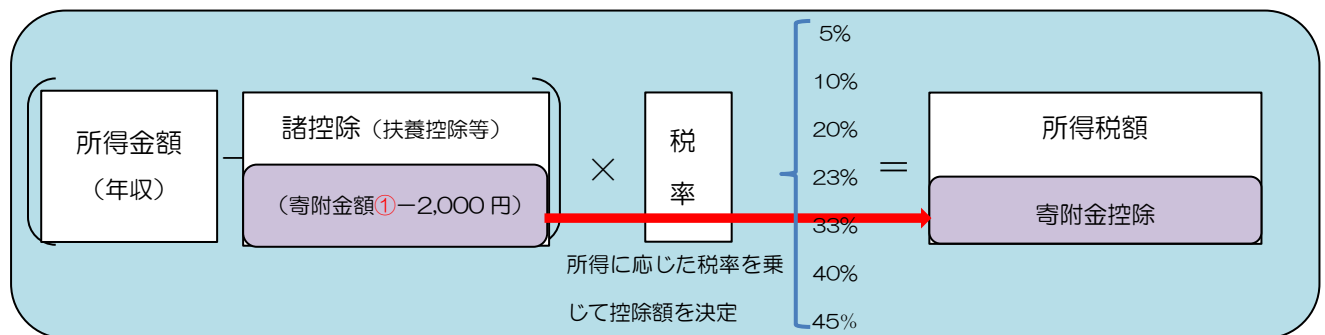 所得金額
（年収）
－
諸控除（扶養控除等）
（寄附金額①－2,000 円）
×
税
率
所得に応じた税率を乗
じて控除額を決定
5%
10%
20%
23%
33%
40%
45%
＝
所得税額
寄附金控除